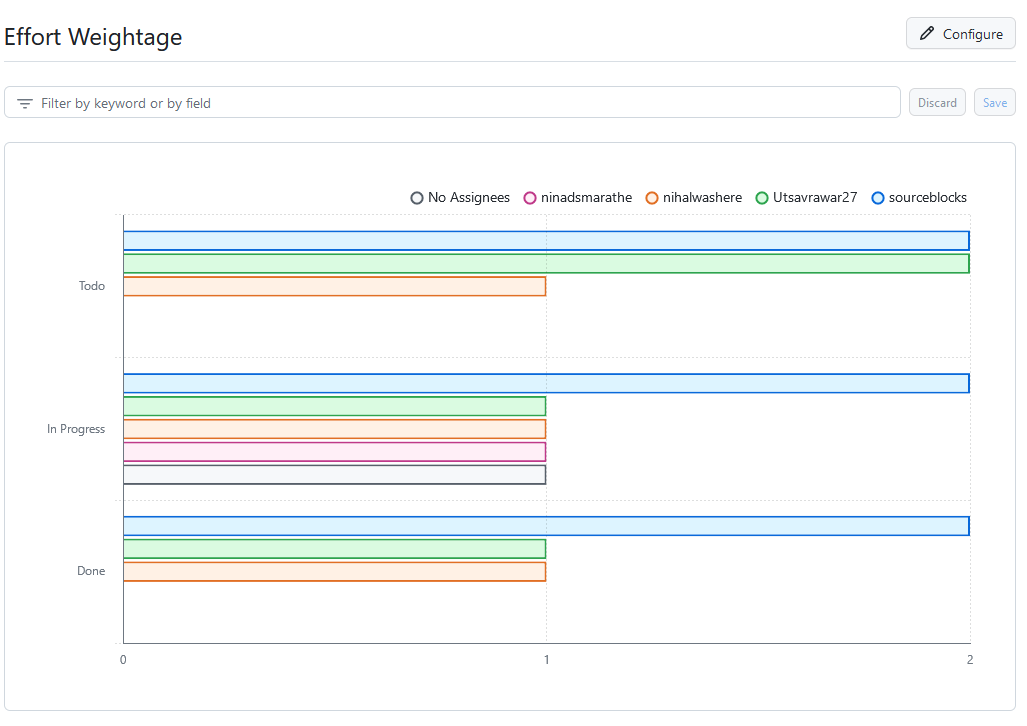 Effort Weightage
Configure
Filter by keyword or by field
Discard
Save
No Assignees
ninadsmarathe
nihalwashere
Utsavrawar27
sourceblocks
Todo
In Progress
Done
0
1
2